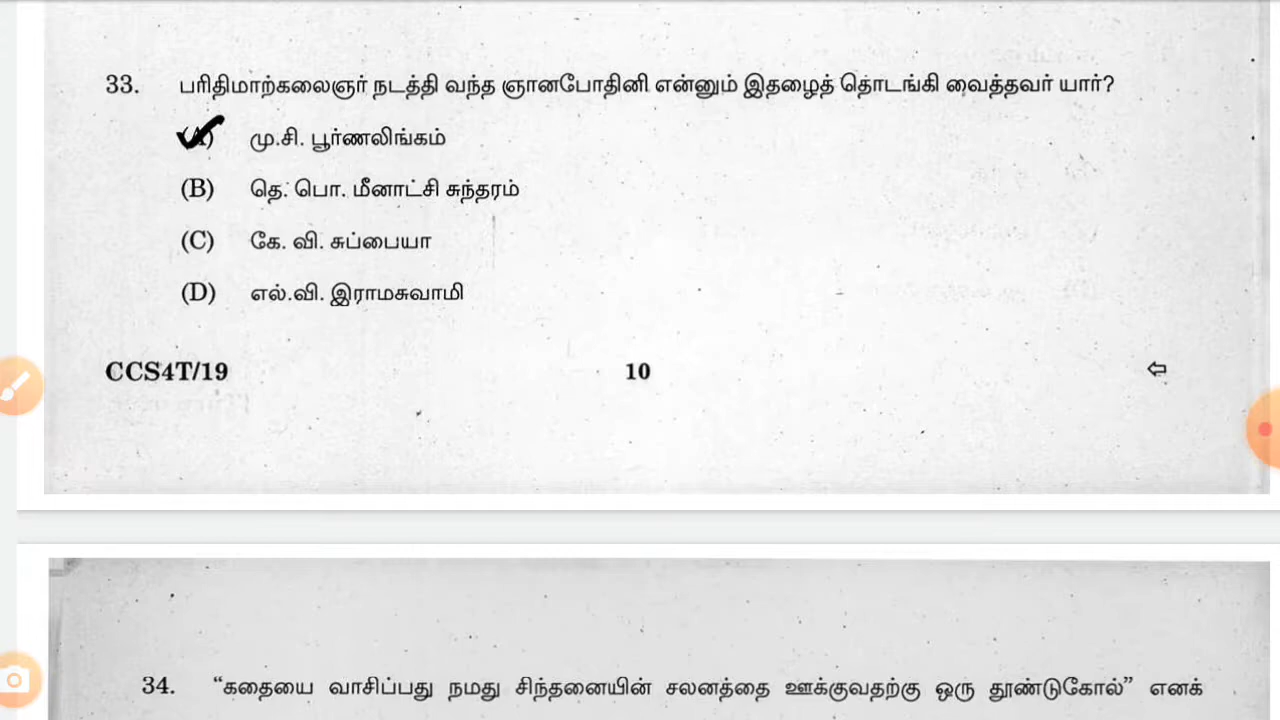 33. பரிதிமாற்கலைஞர் நடத்தி வந்த ஞானபோதினி என்னும் இதழைத் தொடங்கி வைத்தவர் யார்?
(A) மு.சி. பூர்ணலிங்கம்
(B) தெ. பொ. மீனாட்சி சுந்தரம்
(C) கே. வி. சுப்பையா
(D) எல்.வி. இராமசுவாமி
CCS4T/19 10 ⇦
34. “கதையை வாசிப்பது நமது சிந்தனையின் சலனத்தை ஊக்குவதற்கு ஒரு தூண்டுகோல்” எனக்